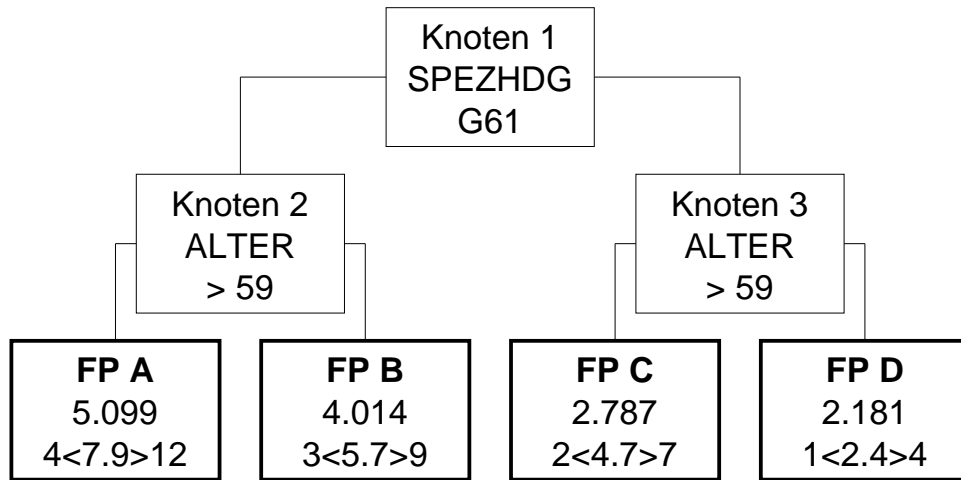 Knoten 1
SPEZHDG
G61
Knoten 2
ALTER
> 59
Knoten 3
ALTER
> 59
FP A
5.099
4<7.9>12
FP B
4.014
3<5.7>9
FP C
2.787
2<4.7>7
FP D
2.181
1<2.4>4